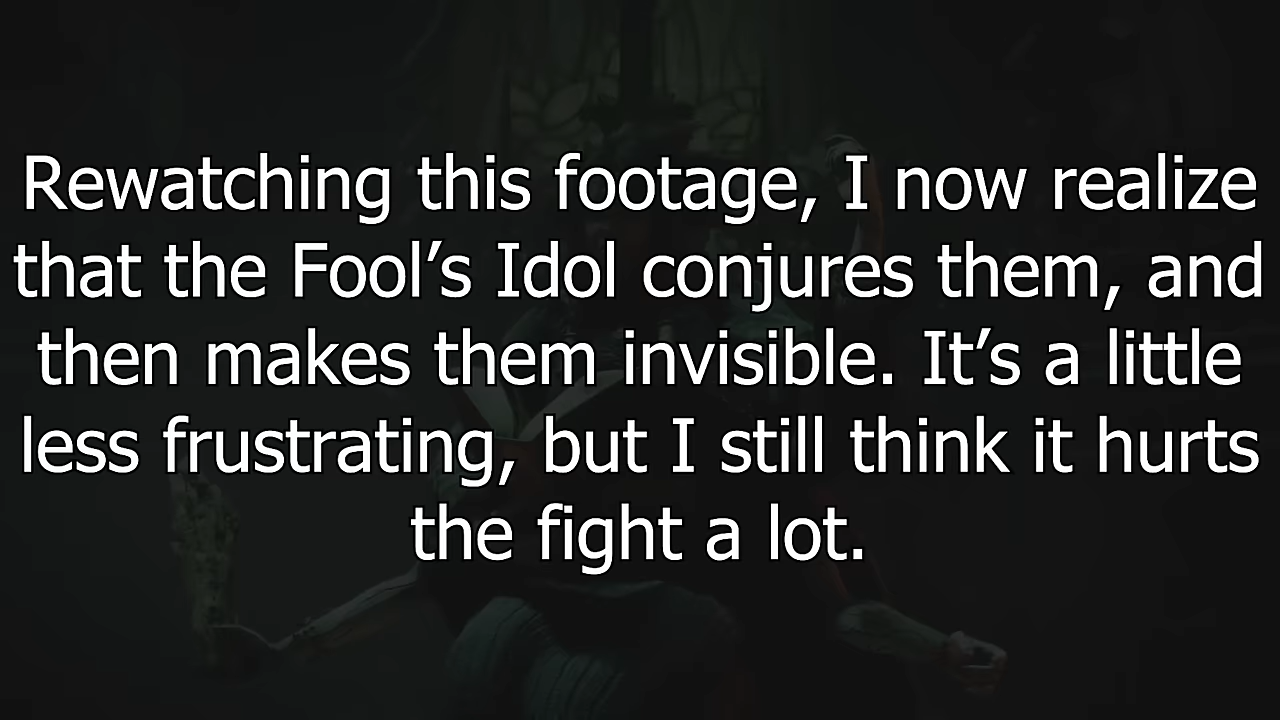 Rewatching this footage, I now realize
that the Fool’s Idol conjures them, and
then makes them invisible. It’s a little
less frustrating, but I still think it hurts
the fight a lot.